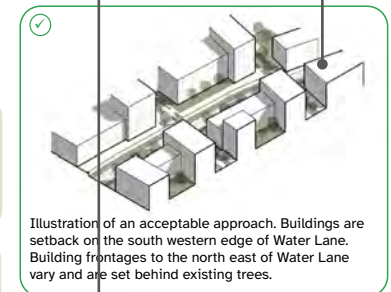 Illustration of an acceptable approach. Buildings are
setback on the south western edge of Water Lane.
Building frontages to the north east of Water Lane
vary and are set behind existing trees.